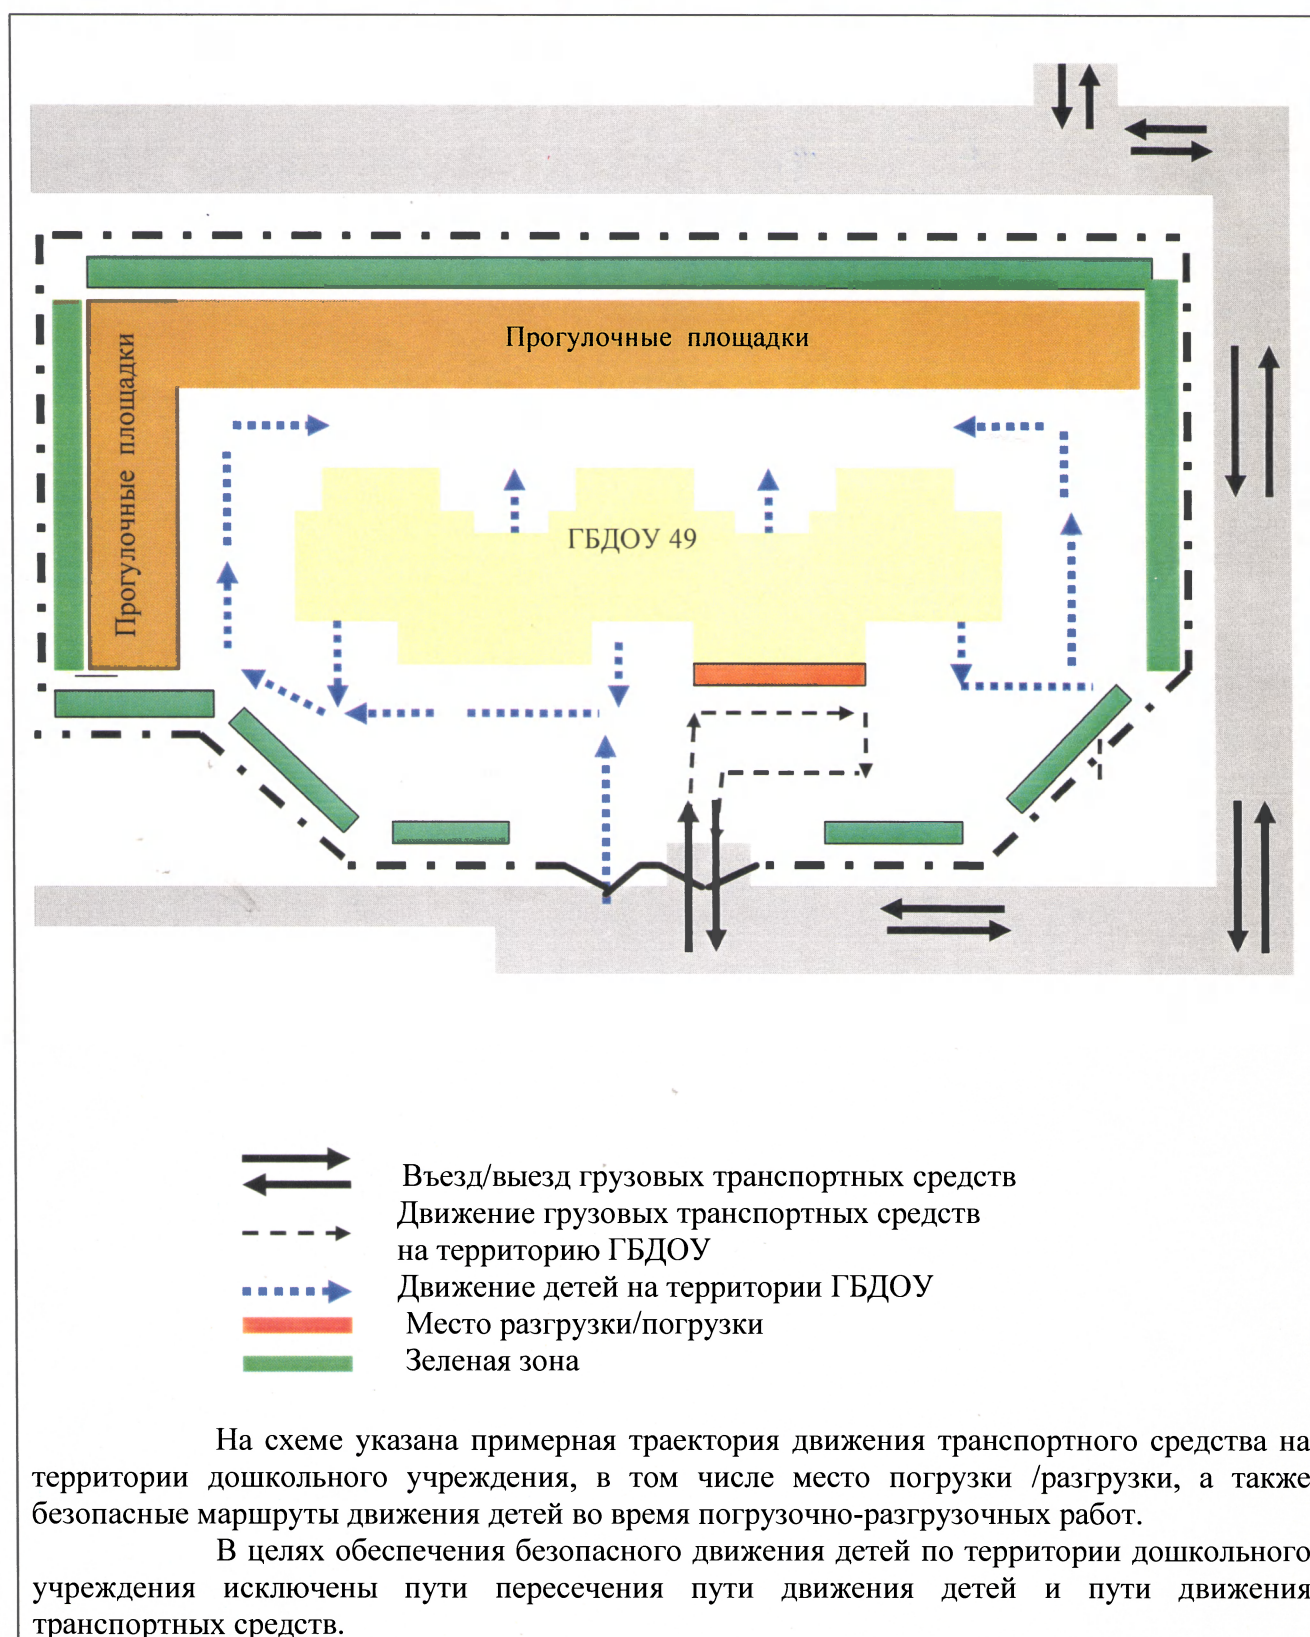 Прогулочные площадки
Прогулочные площадки
ГБДОУ 49
Въезд/выезд грузовых транспортных средств
Движение грузовых транспортных средств
на территорию ГБДОУ
Движение детей на территории ГБДОУ
Место разгрузки/погрузки
Зеленая зона
На схеме указана примерная траектория движения транспортного средства на
территории дошкольного учреждения, в том числе место погрузки /разгрузки, а также
безопасные маршруты движения детей во время погрузочно-разгрузочных работ.
В целях обеспечения безопасного движения детей по территории дошкольного
учреждения исключены пути пересечения пути движения детей и пути движения
транспортных средств.